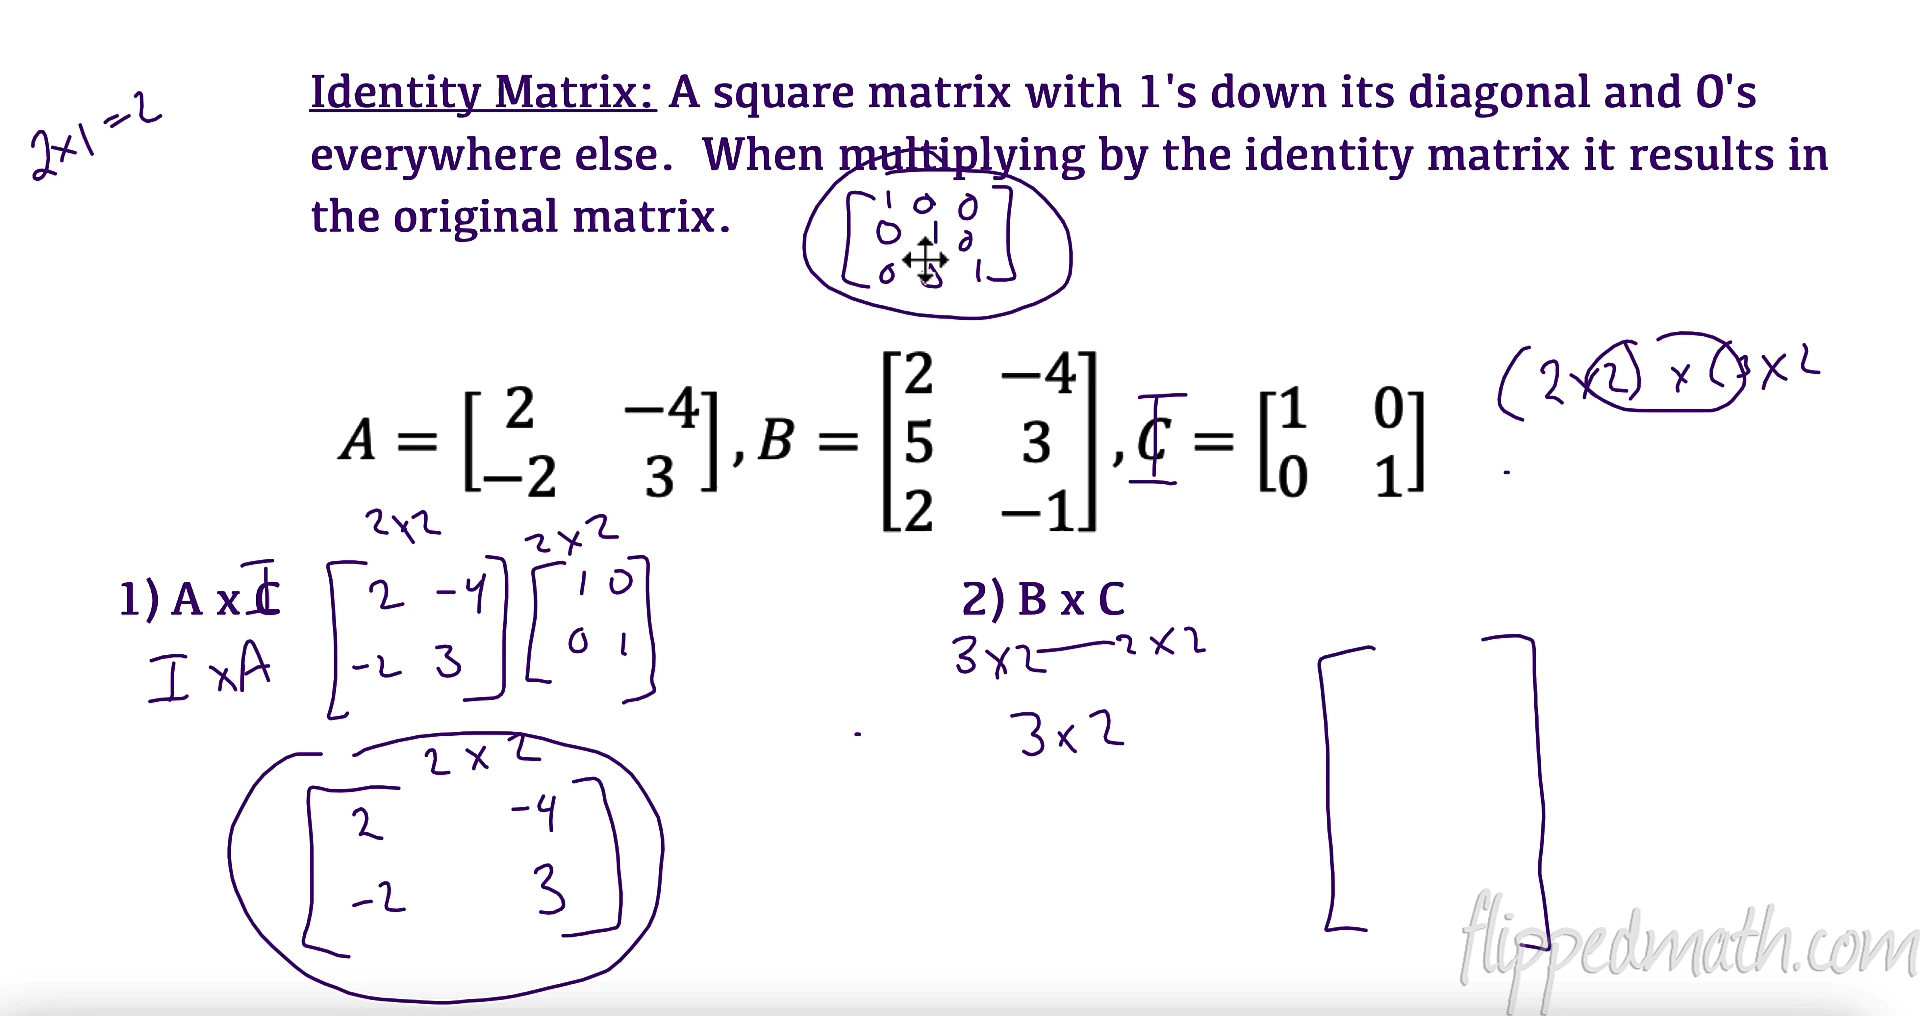 2x1=2
Identity Matrix: A square matrix with 1's down its diagonal and 0's
everywhere else. When multiplying by the identity matrix it results in
the original matrix.
[1 0 0
0 1 0
0 0 1]
A = [2 −4
−2 3], B = [2 −4
5 3
2 −1], C = [1 0
0 1]
I
(2x2) x (3x2
2x2 2x2
1) A x C I [2 -4
-2 3] [1 0
0 1]
I xA
2 x 2
[2 -4
-2 3]
2) B x C
3x2 2x2
3x2
[ ]
flippedmath.com